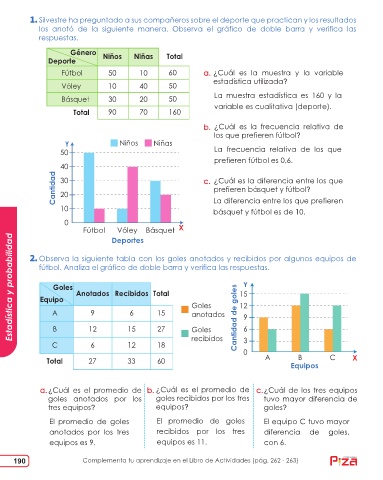 1. Silvestre ha preguntado a sus compañeros sobre el deporte que practican y los resultados
los anotó de la siguiente manera. Observa el gráfico de doble barra y verifica las
respuestas.
Género
Deporte
Niños Niñas Total
Fútbol 50 10 60
Vóley 10 40 50
Básquet 30 20 50
Total 90 70 160
a. ¿Cuál es la muestra y la variable
estadística utilizada?
La muestra estadística es 160 y la
variable es cualitativa (deporte).
b. ¿Cuál es la frecuencia relativa de
los que prefieren fútbol?
La frecuencia relativa de los que
prefieren fútbol es 0,6.
c. ¿Cuál es la diferencia entre los que
prefieren básquet y fútbol?
La diferencia entre los que prefieren
básquet y fútbol es de 10.
Y
Niños Niñas
50
40
30
20
10
0
Cantidad
Fútbol Vóley Básquet X
Deportes
Estadística y probabilidad
2. Observa la siguiente tabla con los goles anotados y recibidos por algunos equipos de
fútbol. Analiza el gráfico de doble barra y verifica las respuestas.
Goles
Equipo
Anotados Recibidos Total
A 9 6 15
B 12 15 27
C 6 12 18
Total 27 33 60
Goles
anotados
Goles
recibidos
Cantidad de goles
Y
15
12
9
6
3
0
A B C X
Equipos
a. ¿Cuál es el promedio de
goles anotados por los
tres equipos?
El promedio de goles
anotados por los tres
equipos es 9.
b. ¿Cuál es el promedio de
goles recibidos por los tres
equipos?
El promedio de goles
recibidos por los tres
equipos es 11.
c. ¿Cuál de los tres equipos
tuvo mayor diferencia de
goles?
El equipo C tuvo mayor
diferencia de goles,
con 6.
190
Complementa tu aprendizaje en el Libro de Actividades (pág. 262 - 263)